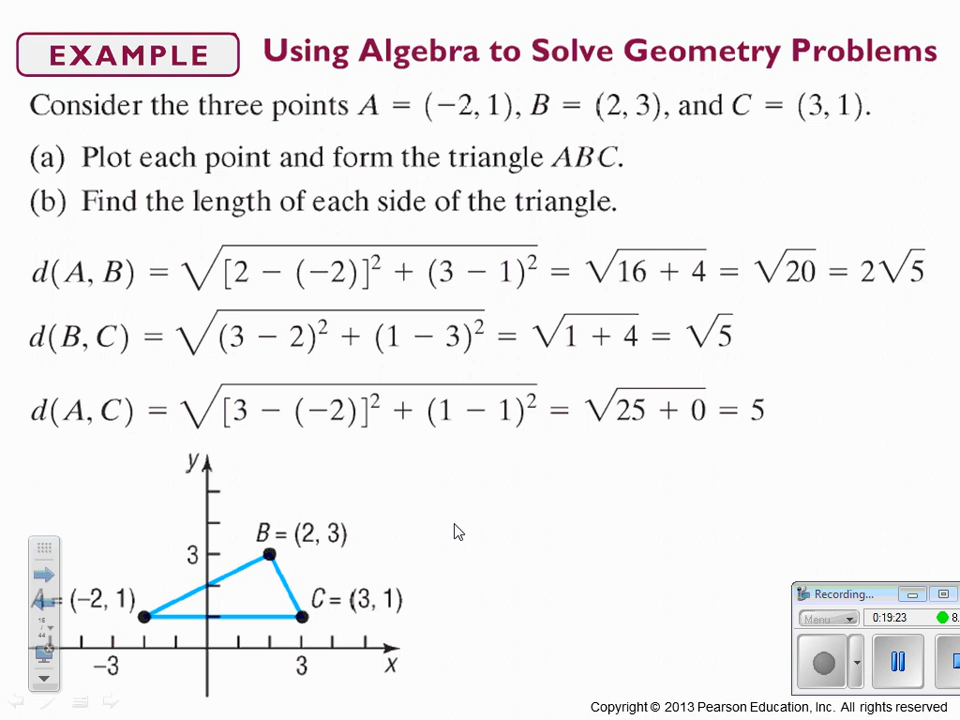 EXAMPLE Using Algebra to Solve Geometry Problems
Consider the three points A = (−2, 1), B = (2, 3), and C = (3, 1).
(a) Plot each point and form the triangle ABC.
(b) Find the length of each side of the triangle.
d(A, B) = √[2 − (−2)]² + (3 − 1)² = √16 + 4 = √20 = 2√5
d(B, C) = √(3 − 2)² + (1 − 3)² = √1 + 4 = √5
d(A, C) = √[3 − (−2)]² + (1 − 1)² = √25 + 0 = 5
y
B = (2, 3)
3
A = (−2, 1)
C = (3, 1)
−3
3
x
16
/
44
Recording...
Menu
0:19:23
8.
Copyright © 2013 Pearson Education, Inc. All rights reserved